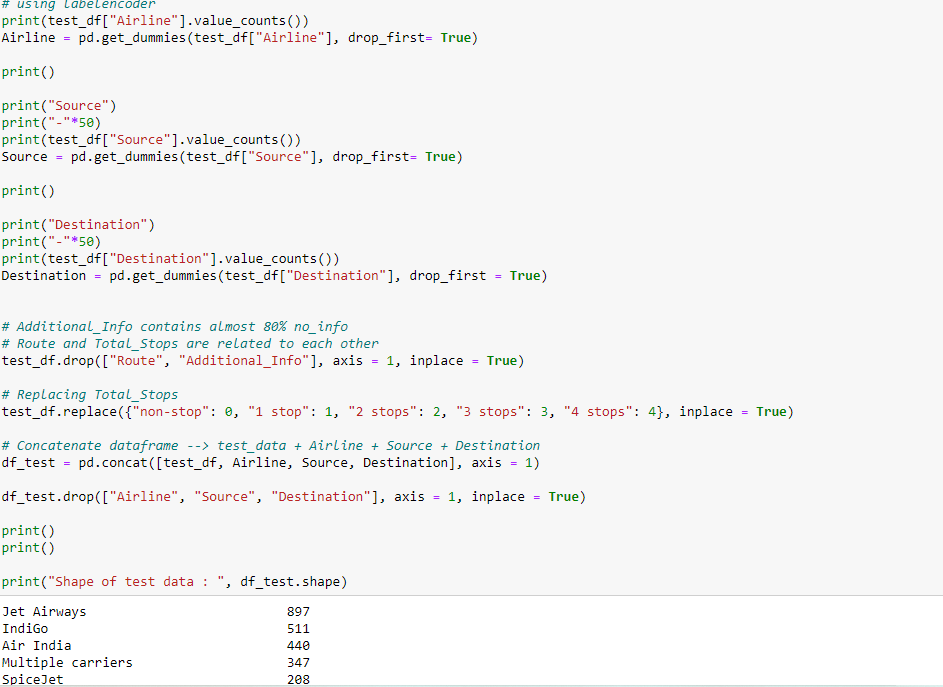 # using labelencoder
print(test_df["Airline"].value_counts())
Airline = pd.get_dummies(test_df["Airline"], drop_first= True)
print()
print("Source")
print("-"*50)
print(test_df["Source"].value_counts())
Source = pd.get_dummies(test_df["Source"], drop_first= True)
print()
print("Destination")
print("-"*50)
print(test_df["Destination"].value_counts())
Destination = pd.get_dummies(test_df["Destination"], drop_first = True)
# Additional_Info contains almost 80% no_info
# Route and Total_Stops are related to each other
test_df.drop(["Route", "Additional_Info"], axis = 1, inplace = True)
# Replacing Total_Stops
test_df.replace({"non-stop": 0, "1 stop": 1, "2 stops": 2, "3 stops": 3, "4 stops": 4}, inplace = True)
# Concatenate dataframe --> test_data + Airline + Source + Destination
df_test = pd.concat([test_df, Airline, Source, Destination], axis = 1)
df_test.drop(["Airline", "Source", "Destination"], axis = 1, inplace = True)
print()
print()
print("Shape of test data : ", df_test.shape)
Jet Airways 897
IndiGo 511
Air India 440
Multiple carriers 347
SpiceJet 208